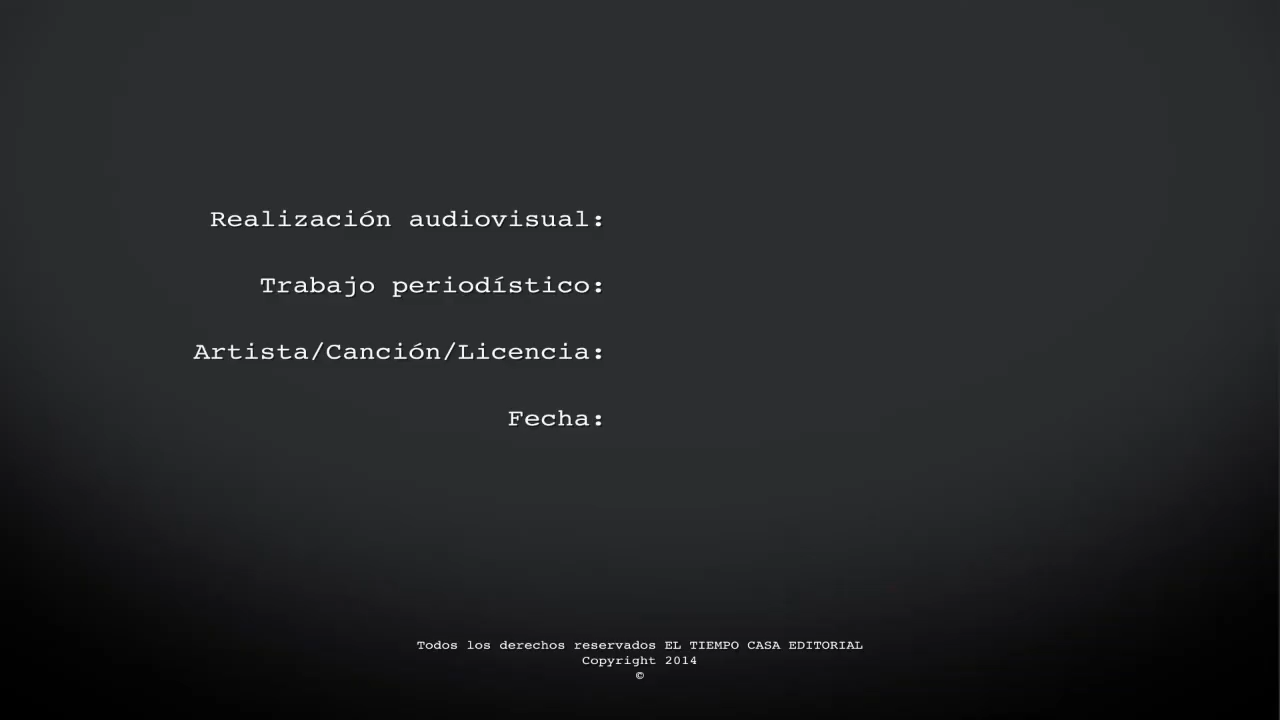 Realización audiovisual:
Trabajo periodístico:
Artista/Canción/Licencia:
Fecha:
Todos los derechos reservados EL TIEMPO CASA EDITORIAL
Copyright 2014
©